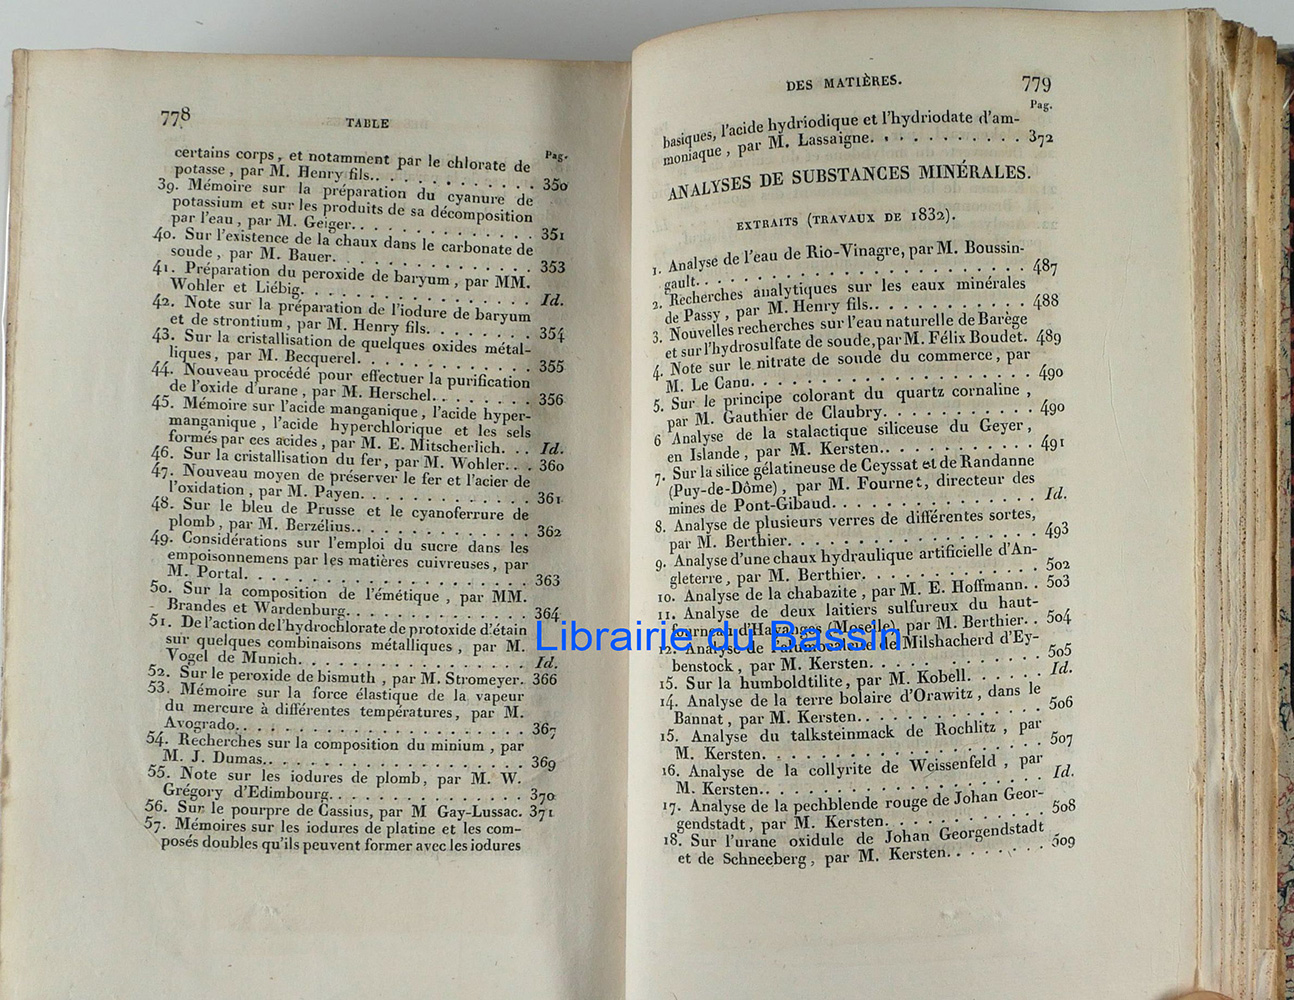 778
TABLE
Pag.
certains corps, et notamment par le chlorate de
potasse, par M. Henry fils. . . . . . . . . . . . 350
39. Mémoire sur la préparation du cyanure de
potassium et sur les produits de sa décomposition
par l'eau, par M. Geiger. . . . . . . . . . . . . 351
40. Sur l'existence de la chaux dans le carbonate de
soude, par M. Bauer. . . . . . . . . . . . . . . 353
41. Préparation du peroxide de baryum, par MM.
Wohler et Liébig. . . . . . . . . . . . . . . . Id.
42. Note sur la préparation de l'iodure de baryum
et de strontium, par M. Henry fils. . . . . . . . 354
43. Sur la cristallisation de quelques oxides métal-
liques, par M. Becquerel. . . . . . . . . . . . . 355
44. Nouveau procédé pour effectuer la purification
de l'oxide d'urane, par M. Herschel. . . . . . . . 356
45. Mémoire sur l'acide manganique, l'acide hyper-
manganique, l'acide hyperchlorique et les sels
formés par ces acides, par M. E. Mitscherlich. . . Id.
46. Sur la cristallisation du fer, par M. Wohler. . . 360
47. Nouveau moyen de préserver le fer et l'acier de
l'oxidation, par M. Payen. . . . . . . . . . . . . 361
48. Sur le bleu de Prusse et le cyanoferrure de
plomb, par M. Berzélius. . . . . . . . . . . . . . 362
49. Considérations sur l'emploi du sucre dans les
empoisonnemens par les matières cuivreuses, par
M. Portal. . . . . . . . . . . . . . . . . . . . 363
50. Sur la composition de l'émétique, par MM.
Brandes et Wardenburg. . . . . . . . . . . . . . 364
51. De l'action de l'hydrochlorate de protoxide d'étain
sur quelques combinaisons métalliques, par M.
Vogel de Munich. . . . . . . . . . . . . . . . . Id.
52. Sur le peroxide de bismuth, par M. Stromeyer. 366
53. Mémoire sur la force élastique de la vapeur
du mercure à différentes températures, par M.
Avogrado. . . . . . . . . . . . . . . . . . . . . 367
54. Recherches sur la composition du minium, par
M. J. Dumas. . . . . . . . . . . . . . . . . . . 369
55. Note sur les iodures de plomb, par M. W.
Grégory d'Edimbourg. . . . . . . . . . . . . . . 370
56. Sur le pourpre de Cassius, par M Gay-Lussac. 371
57. Mémoires sur les iodures de platine et les com-
posés doubles qu'ils peuvent former avec les iodures
DES MATIÈRES.
779
Pag.
basiques, l'acide hydriodique et l'hydriodate d'am-
moniaque, par M. Lassaigne. . . . . . . . . . . 372
ANALYSES DE SUBSTANCES MINÉRALES.
EXTRAITS (TRAVAUX DE 1832).
1. Analyse de l'eau de Rio-Vinagre, par M. Boussin-
gault. . . . . . . . . . . . . . . . . . . . . . 487
2. Recherches analytiques sur les eaux minérales
de Passy, par M. Henry fils. . . . . . . . . . . . 488
3. Nouvelles recherches sur l'eau naturelle de Barège
et sur l'hydrosulfate de soude, par M. Félix Boudet. 489
4. Note sur le nitrate de soude du commerce, par
M. Le Canu. . . . . . . . . . . . . . . . . . . 490
5. Sur le principe colorant du quartz cornaline,
par M. Gauthier de Claubry. . . . . . . . . . . 490
6 Analyse de la stalactique siliceuse du Geyer,
en Islande, par M. Kersten. . . . . . . . . . . . 491
7. Sur la silice gélatineuse de Ceyssat et de Randanne
(Puy-de-Dôme), par M. Fournet, directeur des
mines de Pont-Gibaud. . . . . . . . . . . . . . Id.
8. Analyse de plusieurs verres de différentes sortes,
par M. Berthier. . . . . . . . . . . . . . . . . 493
9. Analyse d'une chaux hydraulique artificielle d'An-
gleterre, par M. Berthier. . . . . . . . . . . . 502
10. Analyse de la chabazite, par M. E. Hoffmann. . 503
11. Analyse de deux laitiers sulfureux du haut-
fourneau d'Hayanges (Moselle), par M. Berthier. . 504
12. Analyse de l'alumocalcite de Milshacherd d'Ey-
benstock, par M. Kersten. . . . . . . . . . . . 505
15. Sur la humboldtilite, par M. Kobell. . . . . . Id.
14. Analyse de la terre bolaire d'Orawitz, dans le
Bannat, par M. Kersten. . . . . . . . . . . . . 506
15. Analyse du talksteinmack de Rochlitz, par
M. Kersten. . . . . . . . . . . . . . . . . . . 507
16. Analyse de la collyrite de Weissenfeld, par
M. Kersten. . . . . . . . . . . . . . . . . . . Id.
17. Analyse de la pechblende rouge de Johan Geor-
gendstadt, par M. Kersten. . . . . . . . . . . . 508
18. Sur l'urane oxidule de Johan Georgendstadt
et de Schneeberg, par M. Kersten. . . . . . . . 509
Librairie du Bassin